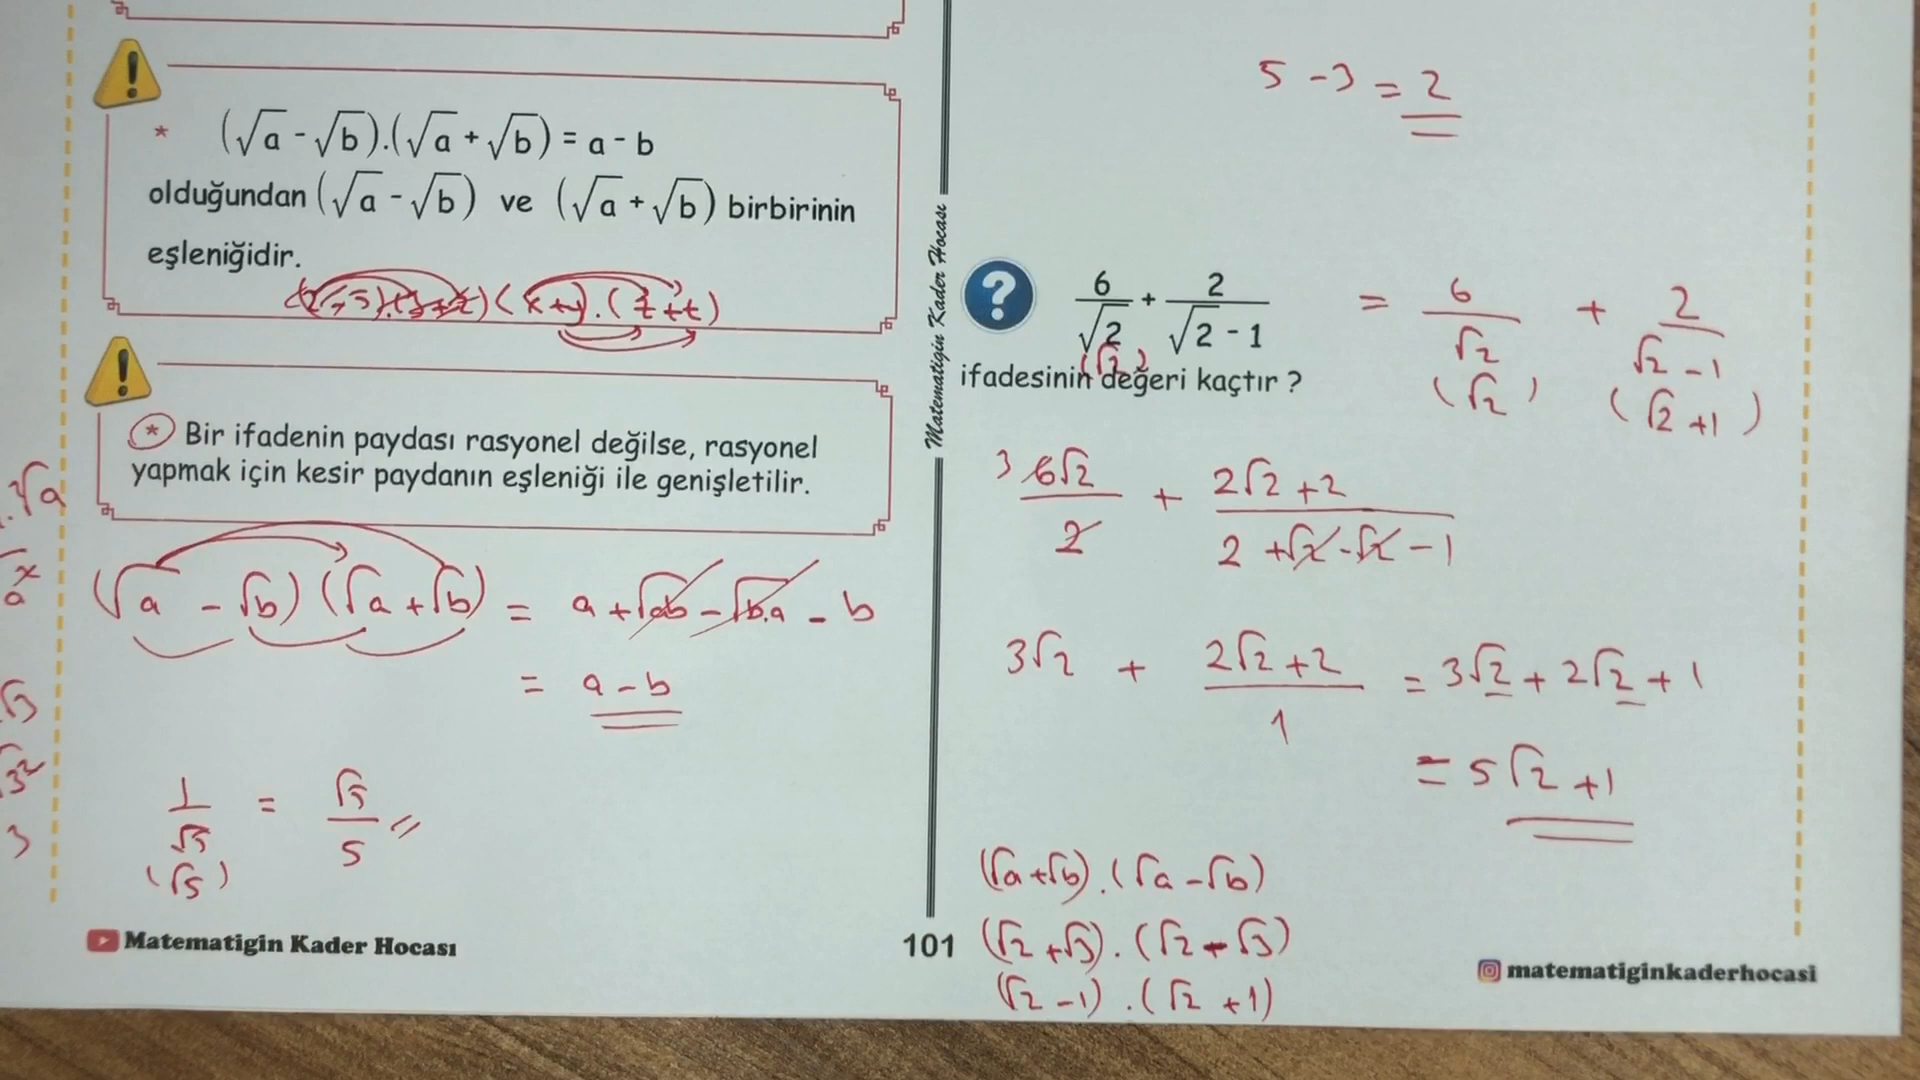 * (√a - √b).(√a + √b) = a - b
olduğundan (√a - √b) ve (√a + √b) birbirinin
eşleniğidir.
(x+y).(z+t)
* Bir ifadenin paydası rasyonel değilse, rasyonel
yapmak için kesir paydanın eşleniği ile genişletilir.
(√a - √b)(√a + √b) = a + √ab - √b.a - b
= a - b
1/√5 = √5/5
(√5)
Matematigin Kader Hocası
101
Matematigin Kader Hocası
5 - 3 = 2
6/√2 + 2/(√2 - 1) = 6/√2 + 2/(√2 - 1)
(√2) (√2) (√2 + 1)
ifadesinin değeri kaçtır ?
3 6√2/2 + (2√2 + 2)/(2 + √2 - √2 - 1)
3√2 + (2√2 + 2)/1 = 3√2 + 2√2 + 1
= 5√2 + 1
(√a + √b).(√a - √b)
(√2 + √3).(√2 - √3)
(√2 - 1).(√2 + 1)
matematiginkaderhocasi